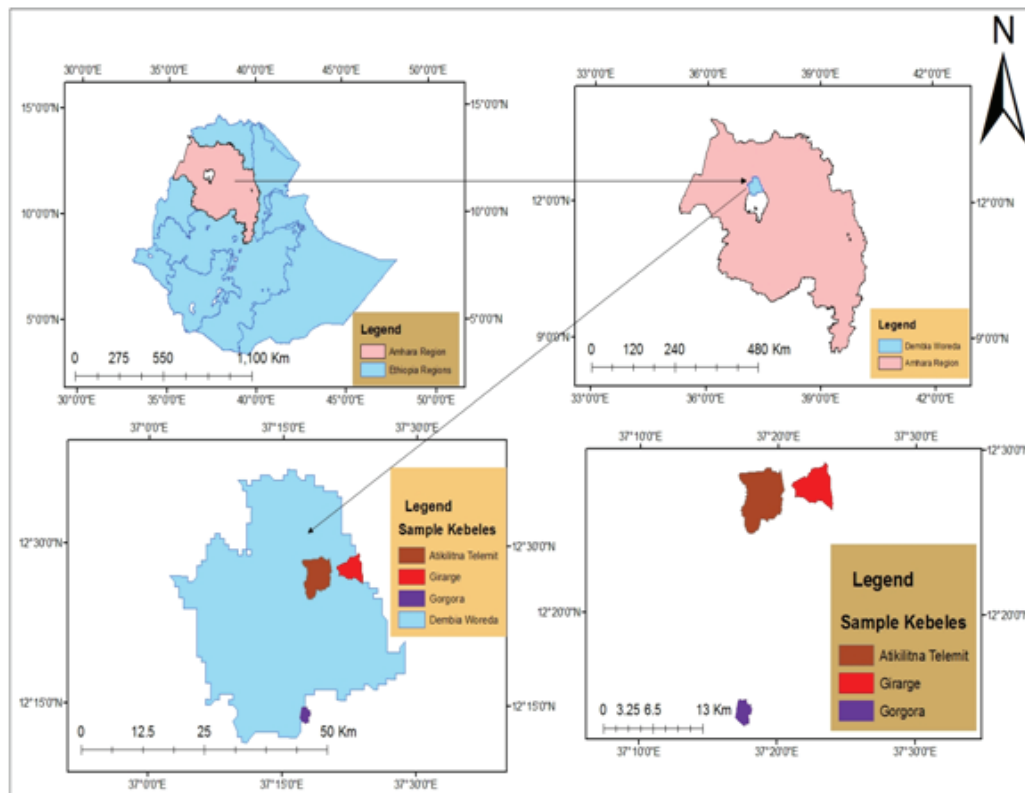 N
30°0'0"E 35°0'0"E 40°0'0"E 45°0'0"E 50°0'0"E
15°0'0"N 15°0'0"N
10°0'0"N 10°0'0"N
5°0'0"N 5°0'0"N
Legend
Amhara Region
Ethiopia Regions
0 275 550 1,100 Km
30°0'0"E 35°0'0"E 40°0'0"E 45°0'0"E 50°0'0"E
33°0'0"E 36°0'0"E 39°0'0"E 42°0'0"E
12°0'0"N 12°0'0"N
9°0'0"N 9°0'0"N
Legend
Dembia Woreda
Amhara Region
0 120 240 480 Km
33°0'0"E 36°0'0"E 39°0'0"E 42°0'0"E
37°0'0"E 37°15'0"E 37°30'0"E
12°30'0"N 12°30'0"N
12°15'0"N 12°15'0"N
Legend
Sample Kebeles
Atikilitna Telemit
Girarge
Gorgora
Dembia Woreda
0 12.5 25 50 Km
37°0'0"E 37°15'0"E 37°30'0"E
37°10'0"E 37°20'0"E 37°30'0"E
12°30'0"N
12°20'0"N 12°20'0"N
Legend
Sample Kebeles
Atikilitna Telemit
Girarge
Gorgora
0 3.25 6.5 13 Km
37°10'0"E 37°20'0"E 37°30'0"E